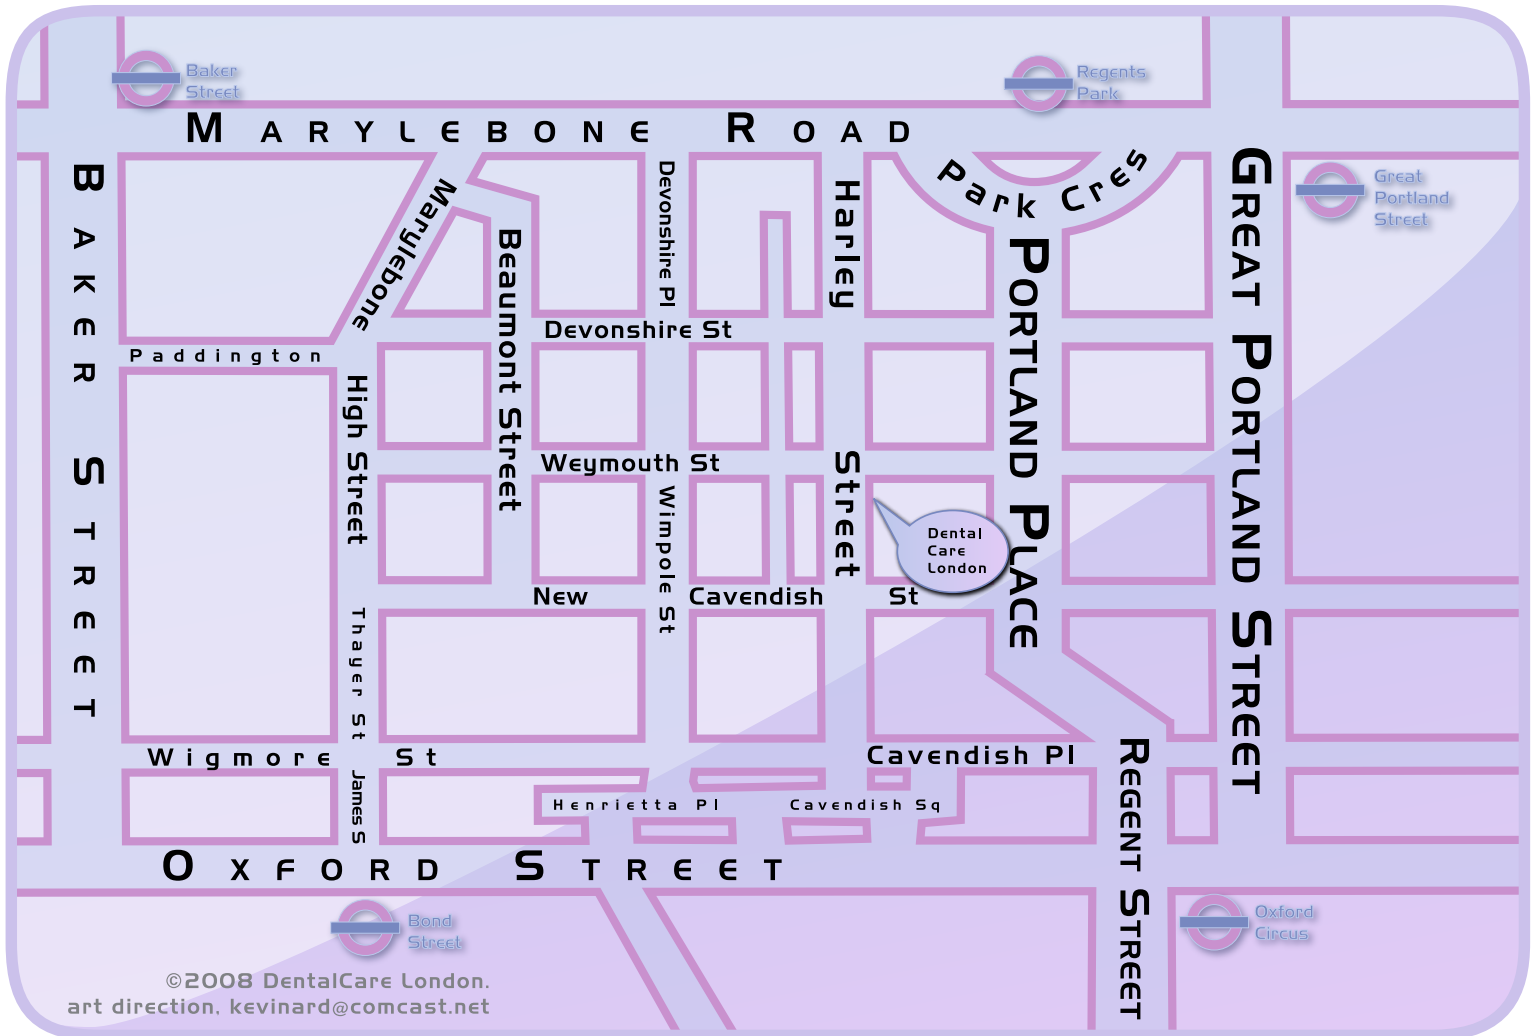 Baker
Street
Regents
Park
Marylebone Road
Great
Portland
Street
Baker Street
Marylebone
High Street
Devonshire Pl
Harley
Street
Park Cres
Great Portland Street
Beaumont Street
Portland Place
Devonshire St
Paddington
Weymouth St
Wimpole St
Dental
Care
London
New Cavendish St
Thayer St
Wigmore St
Cavendish Pl
Regent Street
James S
Henrietta Pl
Cavendish Sq
Oxford Street
Bond
Street
Oxford
Circus
©2008 DentalCare London.
art direction, kevinard@comcast.net